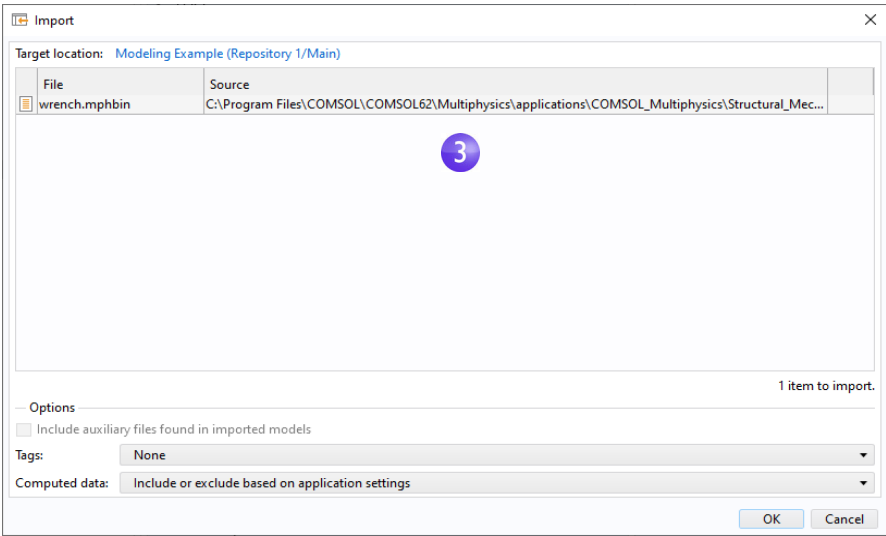 Import
Target location: Modeling Example (Repository 1/Main)
File Source
wrench.mphbin C:\Program Files\COMSOL\COMSOL62\Multiphysics\applications\COMSOL_Multiphysics\Structural_Mec...
3
1 item to import.
Options
Include auxiliary files found in imported models
Tags: None
Computed data: Include or exclude based on application settings
OK Cancel